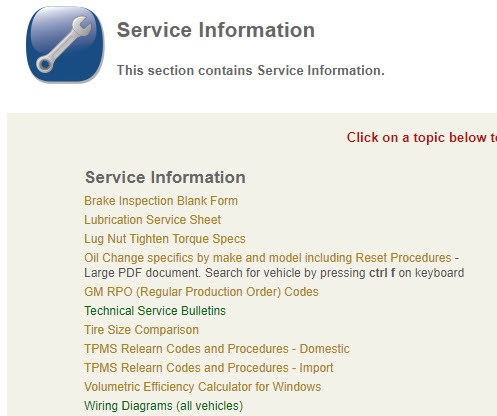 Service Information
This section contains Service Information.
Click on a topic below
Service Information
Brake Inspection Blank Form
Lubrication Service Sheet
Lug Nut Tighten Torque Specs
Oil Change specifics by make and model including Reset Procedures -
Large PDF document. Search for vehicle by pressing ctrl f on keyboard
GM RPO (Regular Production Order) Codes
Technical Service Bulletins
Tire Size Comparison
TPMS Relearn Codes and Procedures - Domestic
TPMS Relearn Codes and Procedures - Import
Volumetric Efficiency Calculator for Windows
Wiring Diagrams (all vehicles)